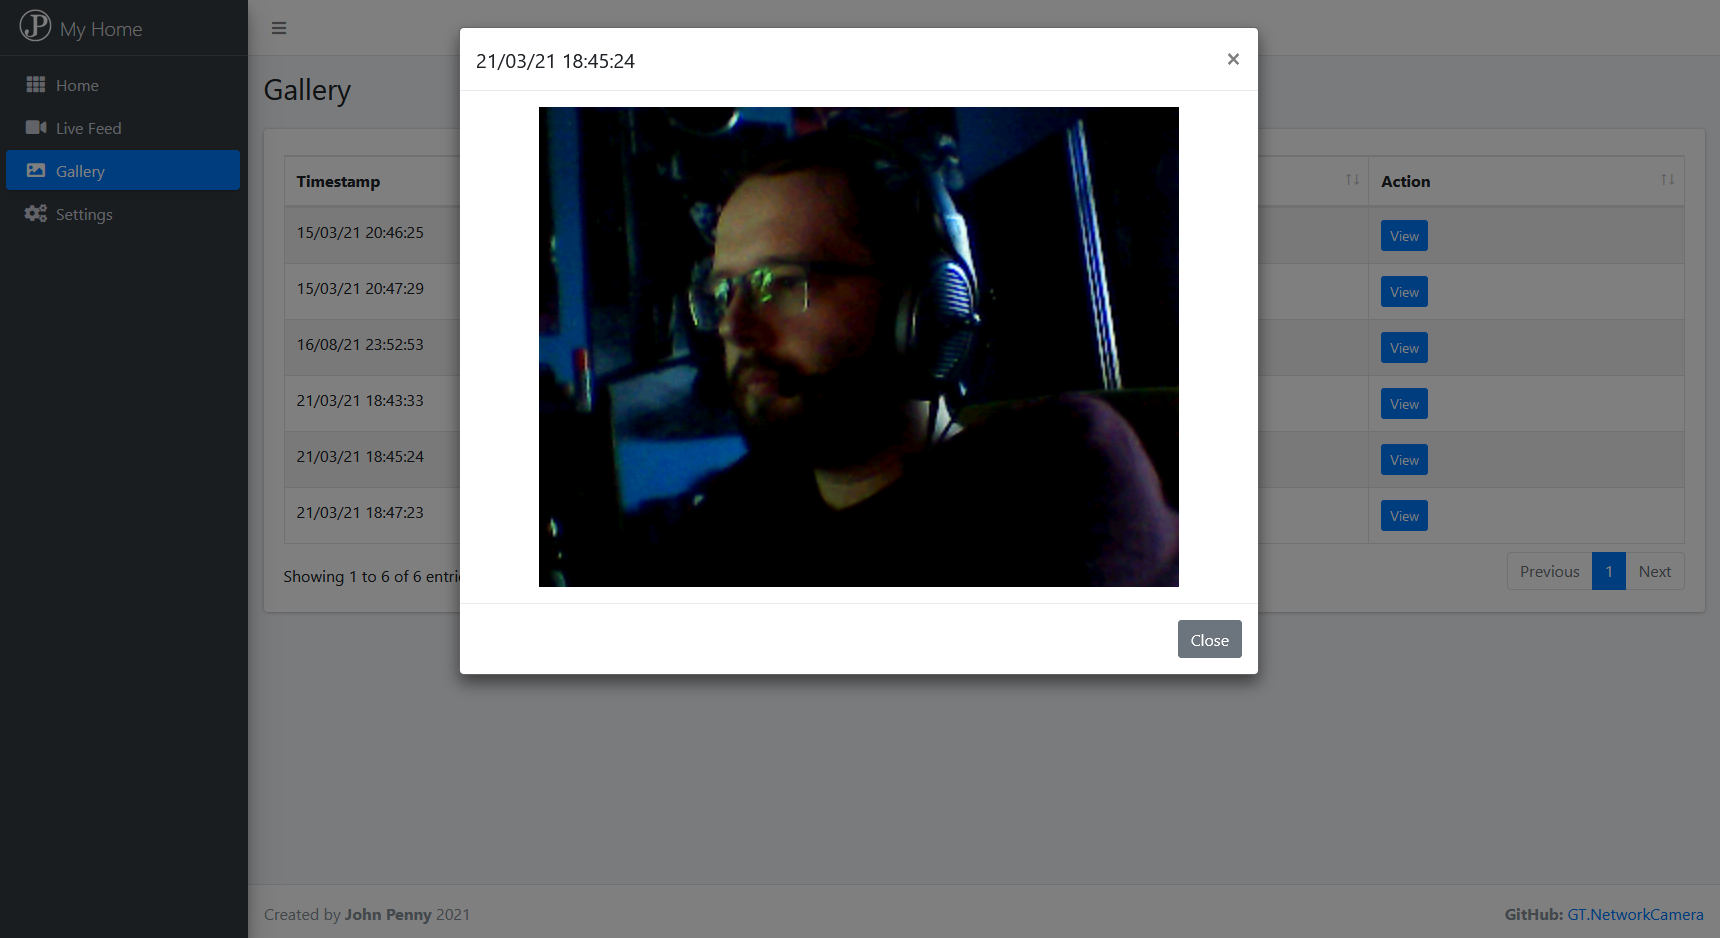 JP My Home
Home
Live Feed
Gallery
Settings
Gallery
21/03/21 18:45:24 ×
Timestamp Action
15/03/21 20:46:25 View
15/03/21 20:47:29 View
16/08/21 23:52:53 View
21/03/21 18:43:33 View
21/03/21 18:45:24 View
21/03/21 18:47:23 View
Showing 1 to 6 of 6
Previous 1 Next
Close
Created by John Penny 2021
GitHub: GT.NetworkCamera